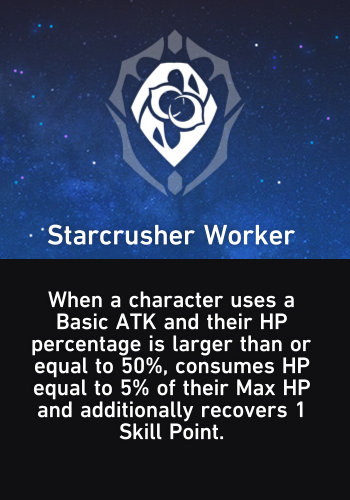 Starcrusher Worker
When a character uses a
Basic ATK and their HP
percentage is larger than or
equal to 50%, consumes HP
equal to 5% of their Max HP
and additionally recovers 1
Skill Point.